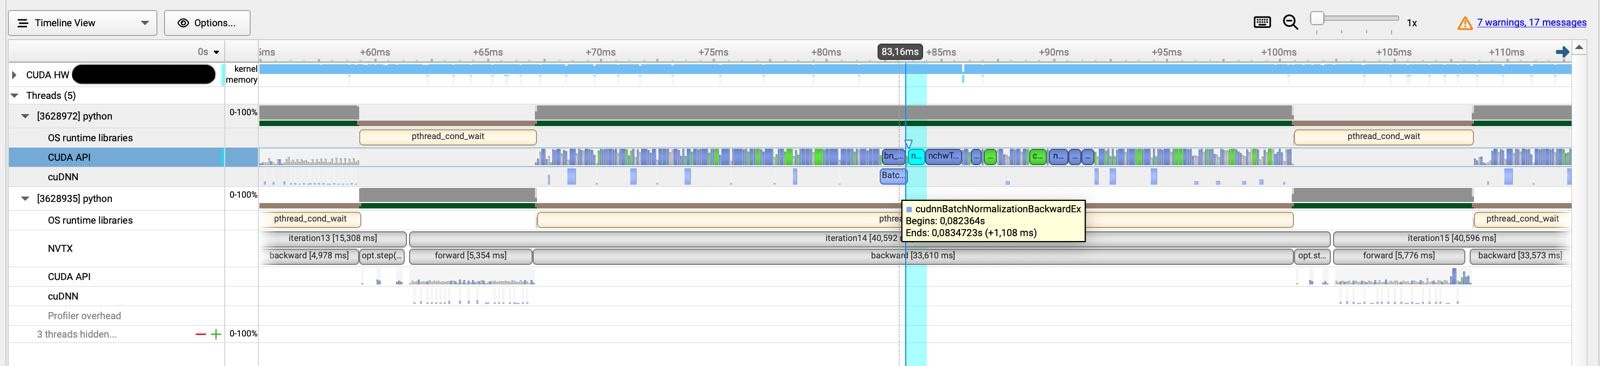 Timeline View
Options...
1x
7 warnings, 17 messages
0s
5ms +60ms +65ms +70ms +75ms +80ms 83,16ms +85ms +90ms +95ms +100ms +105ms +110ms
CUDA HW
kernel
memory
Threads (5)
[3628972] python
0-100%
OS runtime libraries
pthread_cond_wait
pthread_cond_wait
CUDA API
bn_... n... nchwT... ... ... c... n... ... ...
cuDNN
Batc...
[3628935] python
0-100%
OS runtime libraries
pthread_cond_wait
pthre
pthread_cond_wait
cudnnBatchNormalizationBackwardEx
Begins: 0,082364s
Ends: 0,0834723s (+1,108 ms)
NVTX
iteration13 [15,308 ms]
iteration14 [40,592
iteration15 [40,596 ms]
backward [4,978 ms] opt.step(... forward [5,354 ms] backward [33,610 ms] opt.st... forward [5,776 ms] backward [33,573 ms]
CUDA API
cuDNN
Profiler overhead
3 threads hidden...
0-100%